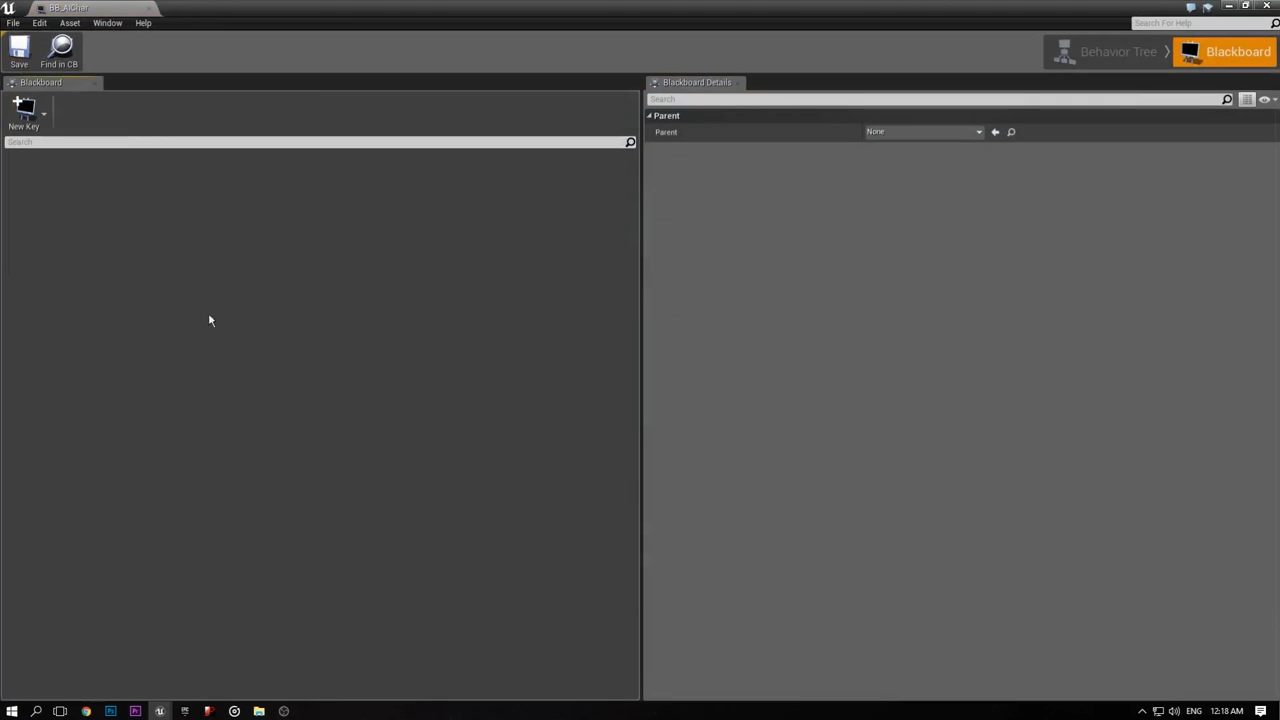 BB_AIChar
File Edit Asset Window Help
Search For Help
Save
Find in CB
Behavior Tree
Blackboard
Blackboard
Blackboard Details
New Key
Search
Search
Parent
Parent
None
ENG
12:18 AM